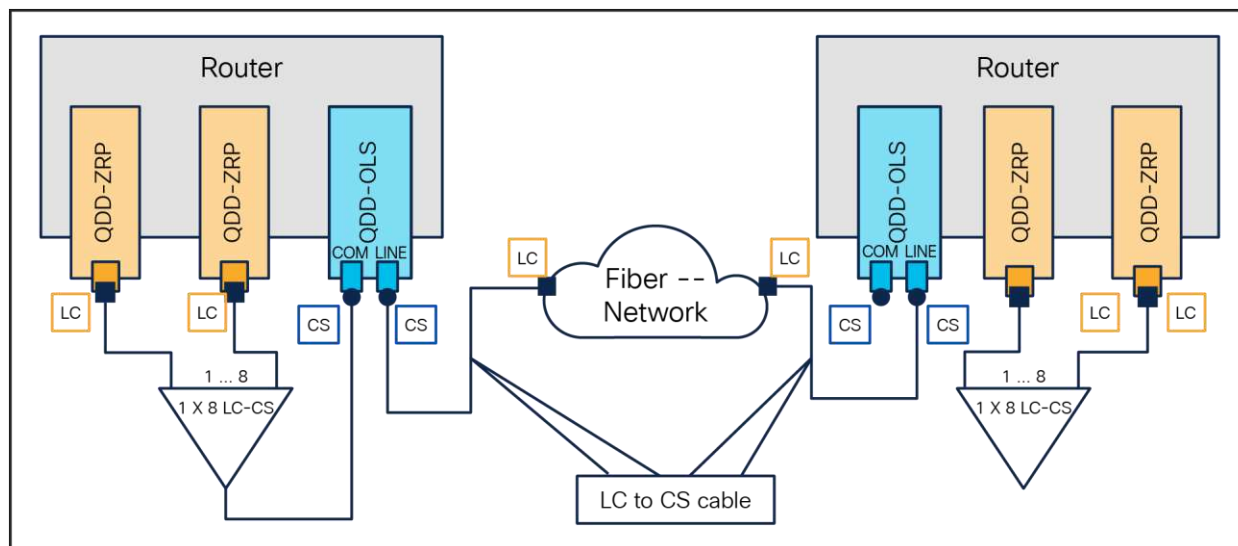 Router
QDD-ZRP
QDD-ZRP
QDD-OLS
COM LINE
LC
LC
CS
CS
1 ... 8
1 X 8 LC-CS
LC
Fiber --
Network
LC
LC to CS cable
Router
QDD-OLS
QDD-ZRP
QDD-ZRP
COM LINE
CS
CS
LC
LC
1 ... 8
1 X 8 LC-CS